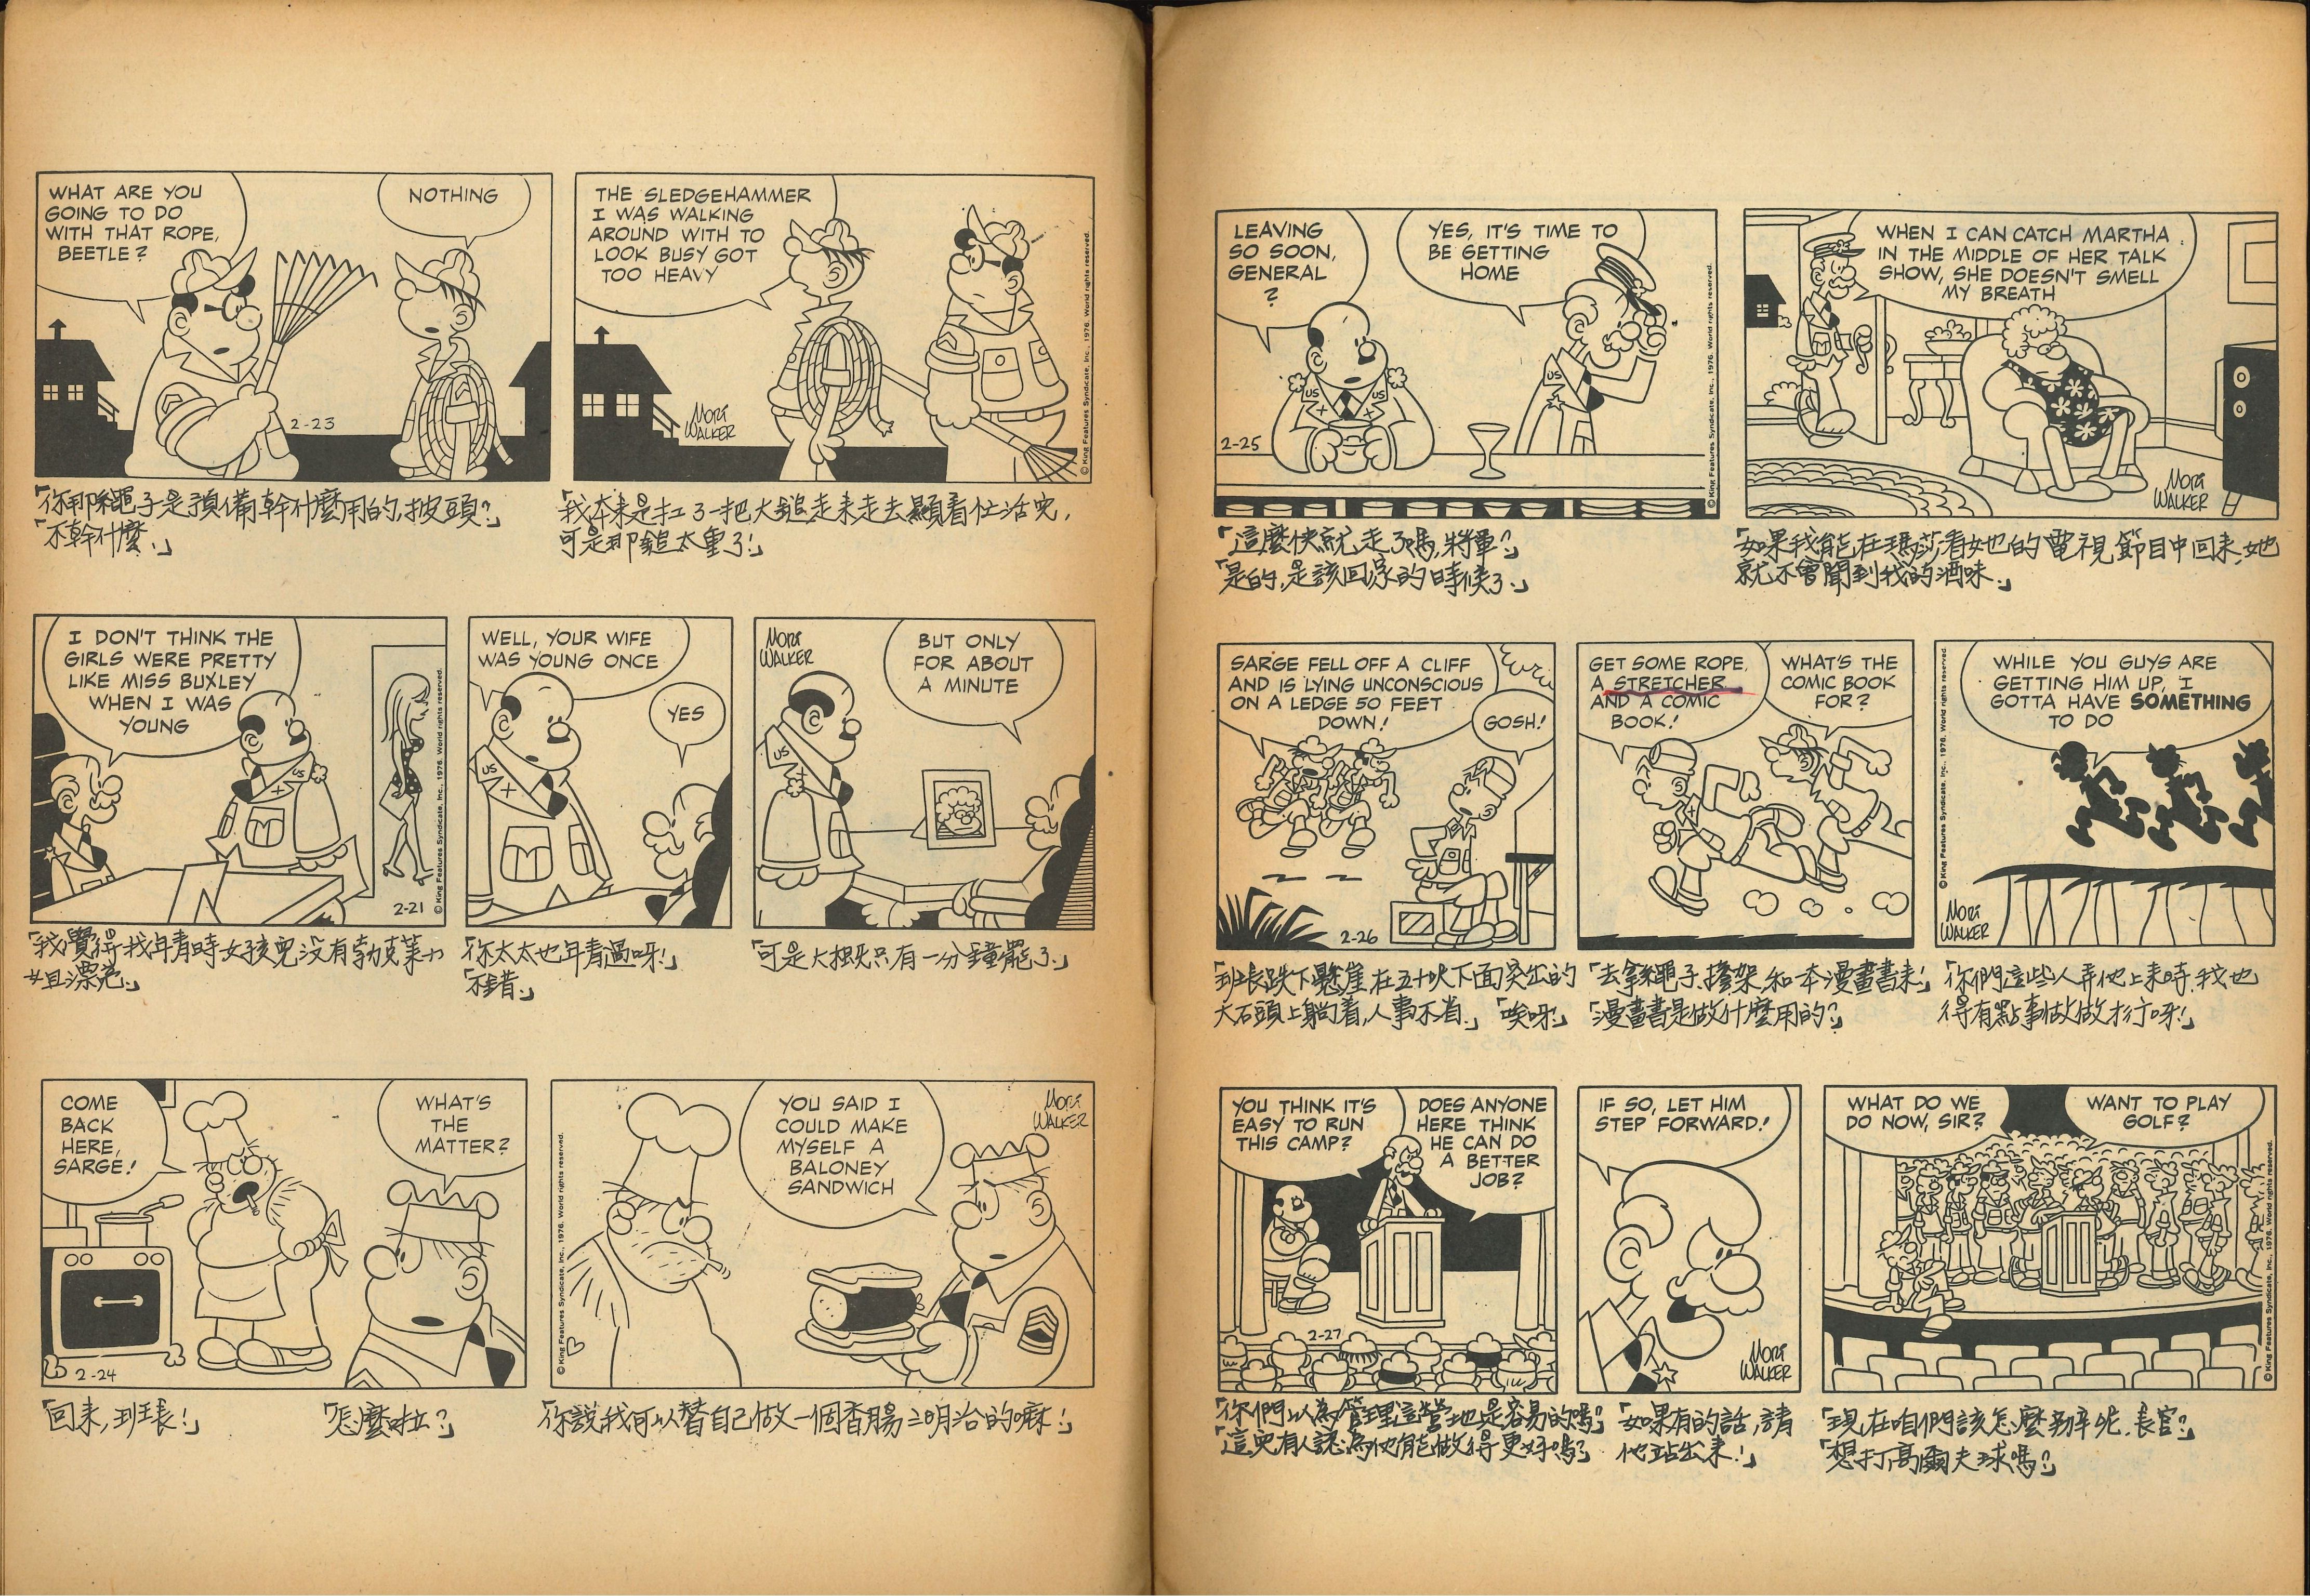 WHAT ARE YOU
GOING TO DO
WITH THAT ROPE,
BEETLE?
NOTHING
2-23
THE SLEDGEHAMMER
I WAS WALKING
AROUND WITH TO
LOOK BUSY GOT
TOO HEAVY
MORT
WALKER
© King Features Syndicate, Inc., 1976. World rights reserved.
「你那繩子是預備幹什麼用的,披頭?」
「不幹什麼.」
「我本來是扛了一把大鎚走來走去顯着忙活兒,
可是那鎚太重了!」
I DON'T THINK THE
GIRLS WERE PRETTY
LIKE MISS BUXLEY
WHEN I WAS
YOUNG
2-21
© King Features Syndicate, Inc., 1976. World rights reserved.
WELL, YOUR WIFE
WAS YOUNG ONCE
YES
MORT
WALKER
BUT ONLY
FOR ABOUT
A MINUTE
「我覺得我年青時女孩兒沒有勃克莱小
姐漂亮.」
「你太太也年青過呀!」
「不錯.」
「可是大概只有一分鐘罷了.」
COME
BACK
HERE,
SARGE!
WHAT'S
THE
MATTER?
2-24
© King Features Syndicate, Inc., 1976. World rights reserved.
YOU SAID I
COULD MAKE
MYSELF A
BALONEY
SANDWICH
MORT
WALKER
「回來,班長!」
「怎麼啦?」
「你說我可以替自己做一個香腸三明治的嘛!」
LEAVING
SO SOON,
GENERAL
?
YES, IT'S TIME TO
BE GETTING
HOME
US
US
US
2-25
© King Features Syndicate, Inc., 1976. World rights reserved.
WHEN I CAN CATCH MARTHA
IN THE MIDDLE OF HER TALK
SHOW, SHE DOESN'T SMELL
MY BREATH
MORT
WALKER
「這麼快就走了嗎,將軍?」
「是的,是該回家的時候了.」
「如果我能在瑪莎看她的電視節目中回來,她
就不會聞到我的酒味.」
SARGE FELL OFF A CLIFF
AND IS LYING UNCONSCIOUS
ON A LEDGE 50 FEET
DOWN!
GOSH!
2-26
GET SOME ROPE,
A STRETCHER
AND A COMIC
BOOK!
WHAT'S THE
COMIC BOOK
FOR?
© King Features Syndicate, Inc., 1976. World rights reserved.
WHILE YOU GUYS ARE
GETTING HIM UP, I
GOTTA HAVE SOMETHING
TO DO
MORT
WALKER
「班長跌下懸崖,在五十呎下面突出的
大石頭上躺着,人事不省.」「唉呀!」
「去拿繩子,擔架,和一本漫畫書來!」
「漫畫書是做什麼用的?」
「你們這些人弄他上來時,我也
得有點事做做才行呀!」
YOU THINK IT'S
EASY TO RUN
THIS CAMP?
DOES ANYONE
HERE THINK
HE CAN DO
A BETTER
JOB?
2-27
IF SO, LET HIM
STEP FORWARD!
MORT
WALKER
WHAT DO WE
DO NOW, SIR?
WANT TO PLAY
GOLF?
© King Features Syndicate, Inc., 1976. World rights reserved.
「你們以為管理這營地是容易的嗎?」
「這兒有人認為他能做得更好嗎?
「如果有的話,請
他站出來!」
「現在咱們該怎麼辦呢,長官?」
「想打高爾夫球嗎?」